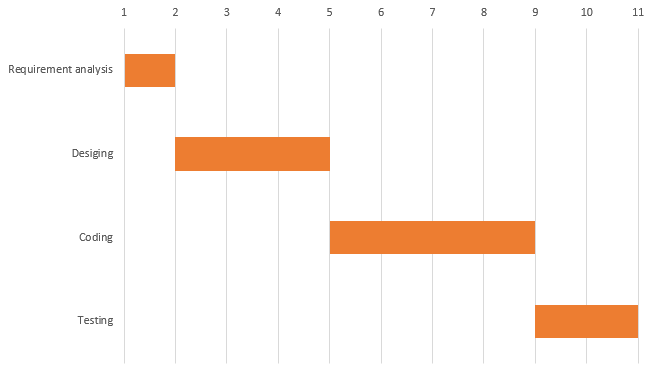 1 2 3 4 5 6 7 8 9 10 11
Requirement analysis
Desiging
Coding
Testing